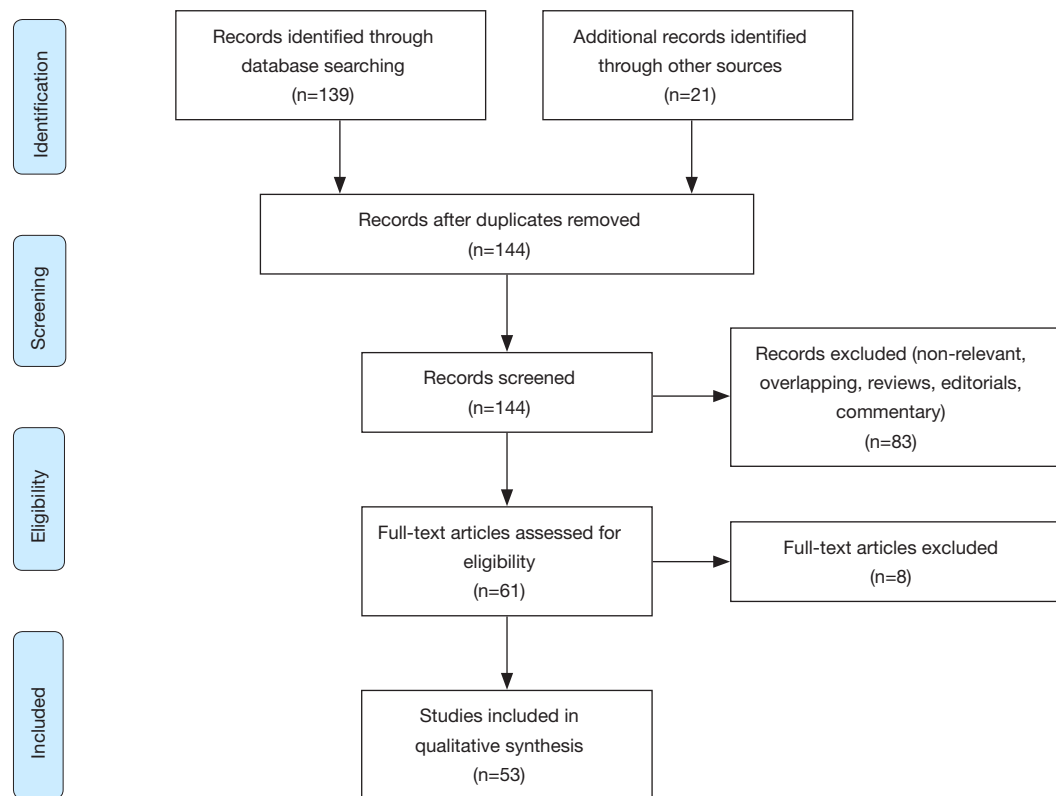 Identification
Records identified through
database searching
(n=139)
Additional records identified
through other sources
(n=21)
Records after duplicates removed
(n=144)
Screening
Records screened
(n=144)
Records excluded (non-relevant,
overlapping, reviews, editorials,
commentary)
(n=83)
Eligibility
Full-text articles assessed for
eligibility
(n=61)
Full-text articles excluded
(n=8)
Included
Studies included in
qualitative synthesis
(n=53)